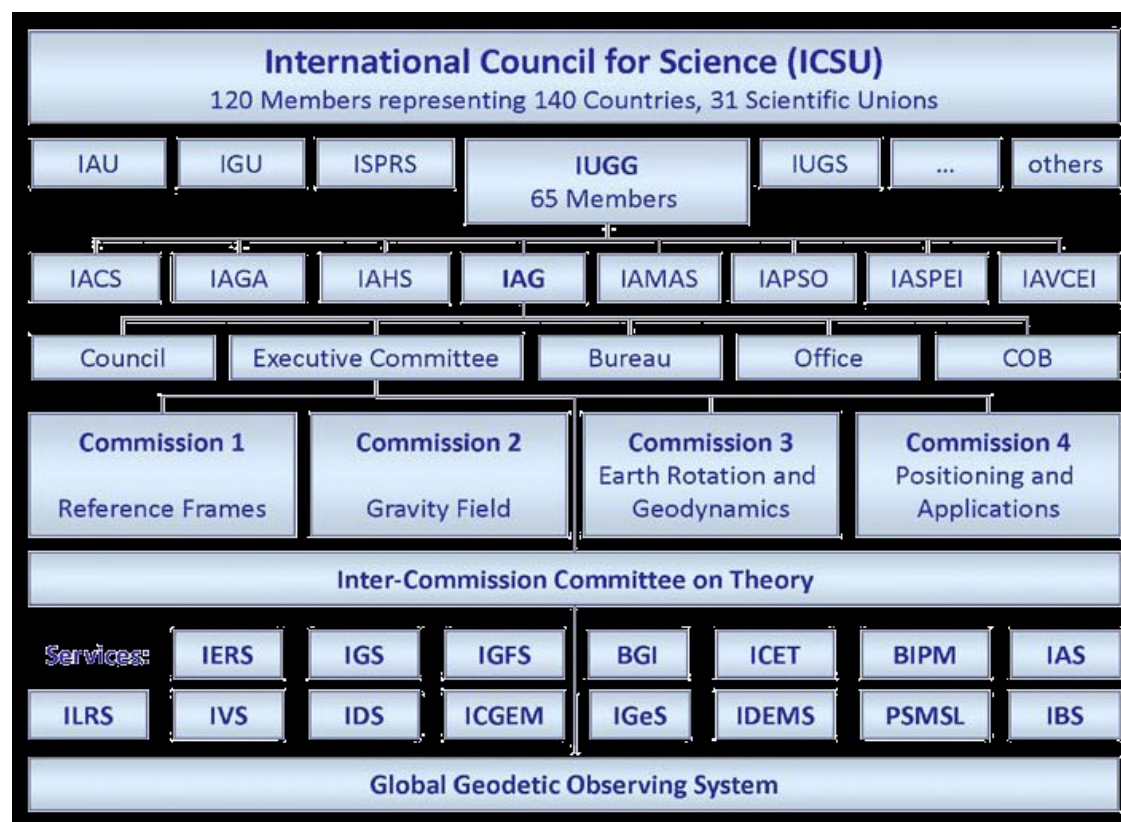 International Council for Science (ICSU)
120 Members representing 140 Countries, 31 Scientific Unions
IAU IGU ISPRS IUGG IUGS ... others
65 Members
IACS IAGA IAHS IAG IAMAS IAPSO IASPEI IAVCEI
Council Executive Committee Bureau Office COB
Commission 1
Reference Frames
Commission 2
Gravity Field
Commission 3
Earth Rotation and
Geodynamics
Commission 4
Positioning and
Applications
Inter-Commission Committee on Theory
Services: IERS IGS IGFS BGI ICET BIPM IAS
ILRS IVS IDS ICGEM IGeS IDEMS PSMSL IBS
Global Geodetic Observing System